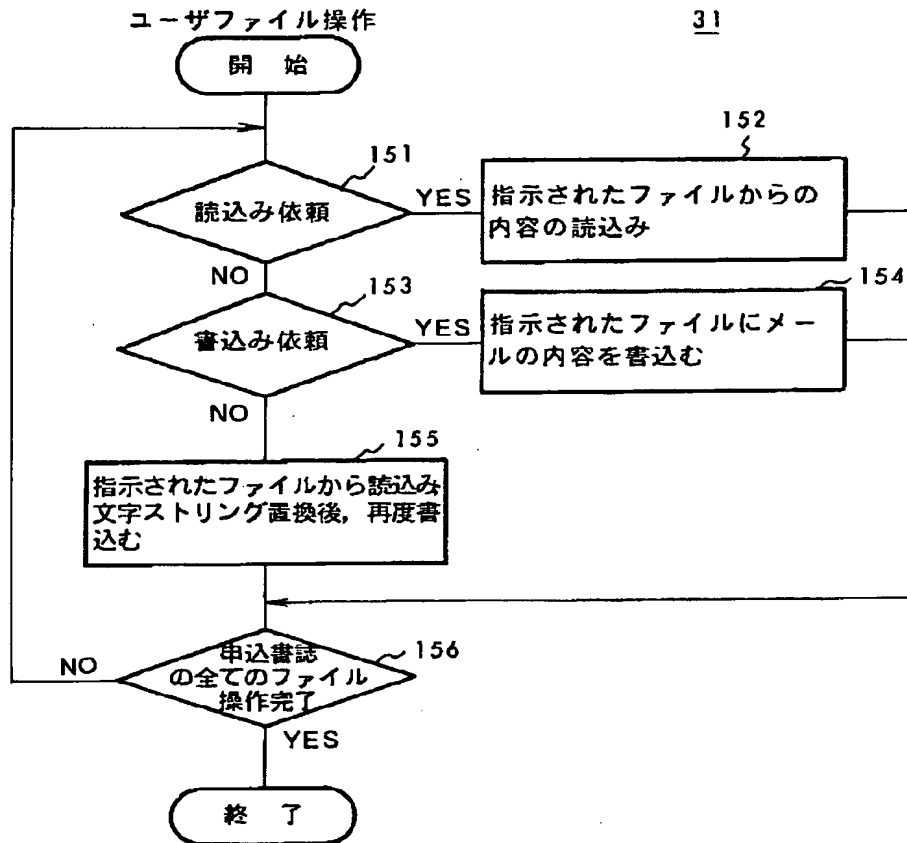 ユーザファイル操作
31
開 始
151
読込み依頼
YES
NO
152
指示されたファイルからの
内容の読込み
153
書込み依頼
YES
NO
154
指示されたファイルにメー
ルの内容を書込む
155
指示されたファイルから読込み
文字ストリング置換後，再度書
込む
156
申込書誌
の全てのファイル
操作完了
NO
YES
終 了